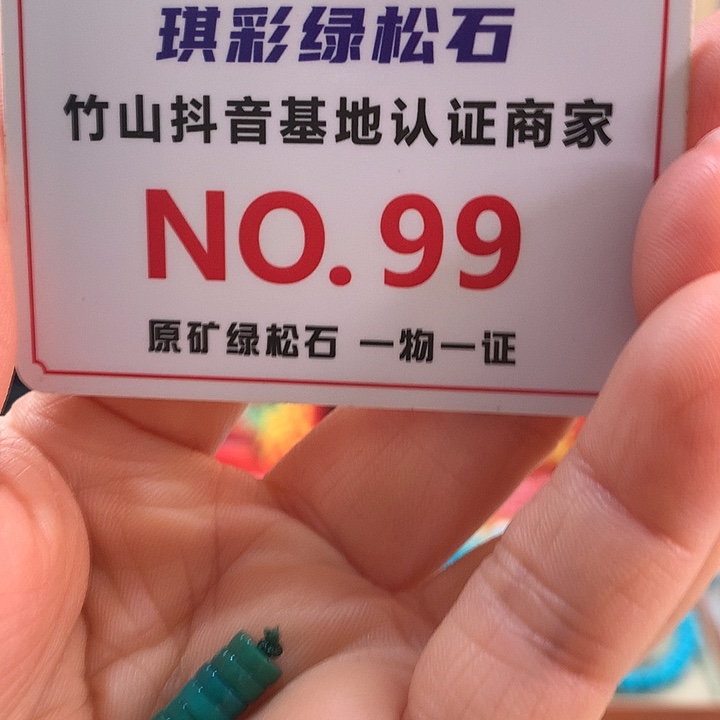 琪彩绿松石
竹山抖音基地认证商家
NO.99
原矿绿松石 一物一证